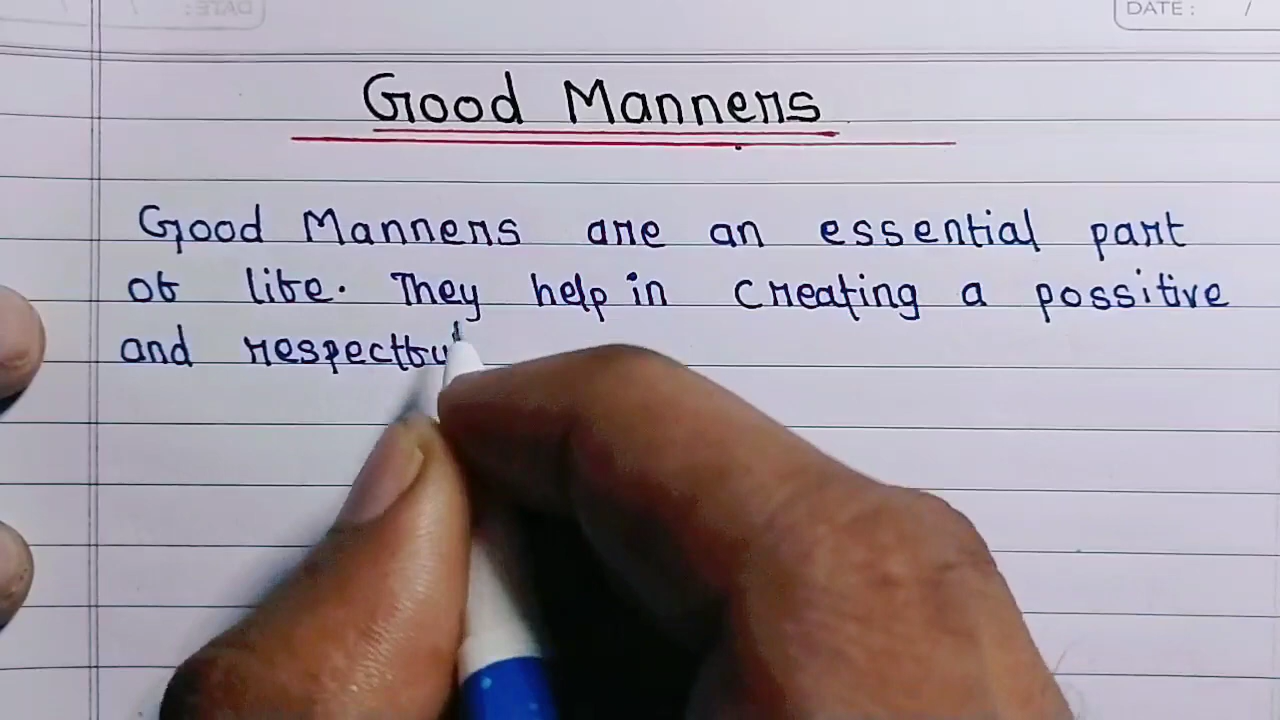 DATE: /
Good Manners
Good Manners are an essential part
of life. They help in creating a possitive
and respectfu